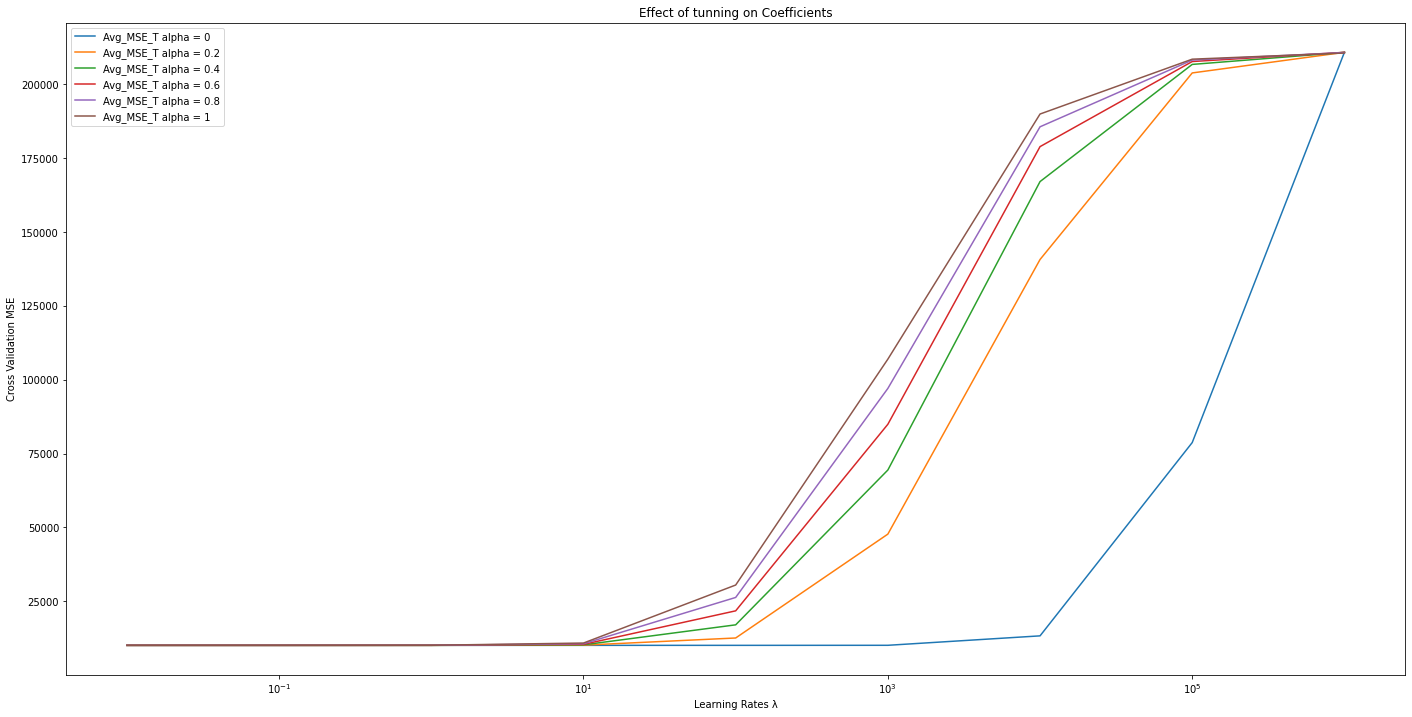 Effect of tunning on Coefficients
Avg_MSE_T alpha = 0
Avg_MSE_T alpha = 0.2
Avg_MSE_T alpha = 0.4
Avg_MSE_T alpha = 0.6
Avg_MSE_T alpha = 0.8
Avg_MSE_T alpha = 1
200000
175000
150000
125000
100000
75000
50000
25000
Cross Validation MSE
10⁻¹ 10¹ 10³ 10⁵
Learning Rates λ